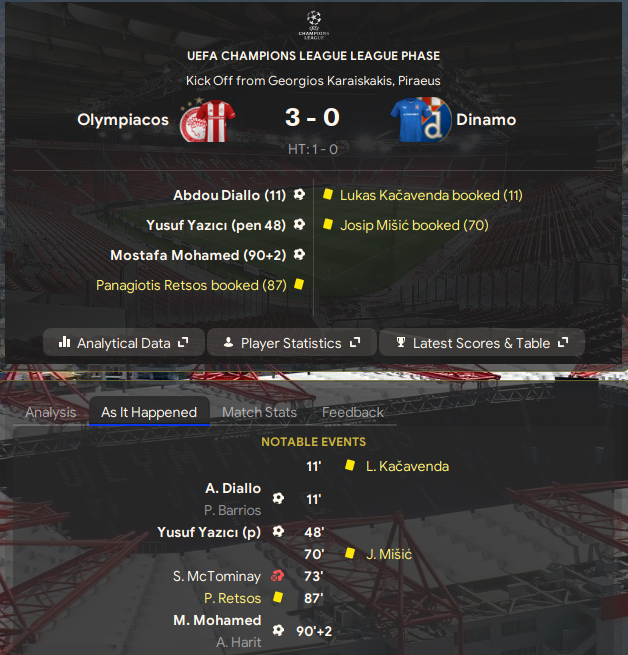 CHAMPIONS
LEAGUE
UEFA CHAMPIONS LEAGUE LEAGUE PHASE
Kick Off from Georgios Karaiskakis, Piraeus
Olympiacos 3 - 0 Dinamo
HT: 1 - 0
Abdou Diallo (11) Lukas Kačavenda booked (11)
Yusuf Yazıcı (pen 48) Josip Mišić booked (70)
Mostafa Mohamed (90+2)
Panagiotis Retsos booked (87)
Analytical Data Player Statistics Latest Scores & Table
Analysis As It Happened Match Stats Feedback
NOTABLE EVENTS
11' L. Kačavenda
A. Diallo 11'
P. Barrios
Yusuf Yazıcı (p) 48'
70' J. Mišić
S. McTominay 73'
P. Retsos 87'
M. Mohamed 90'+2
A. Harit